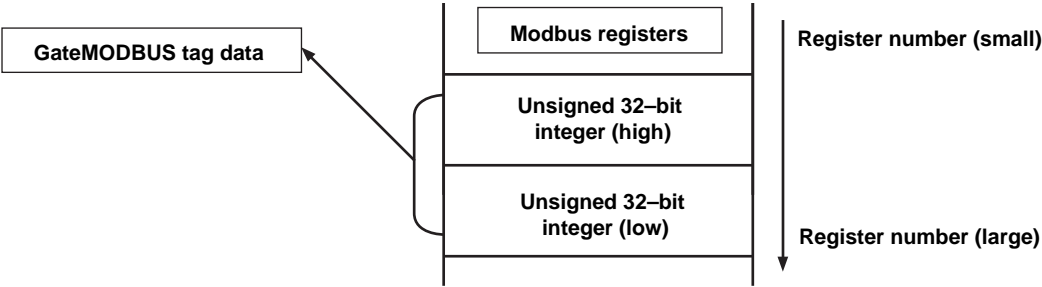 Modbus registers
Register number (small)
GateMODBUS tag data
Unsigned 32–bit
integer (high)
Unsigned 32–bit
integer (low)
Register number (large)